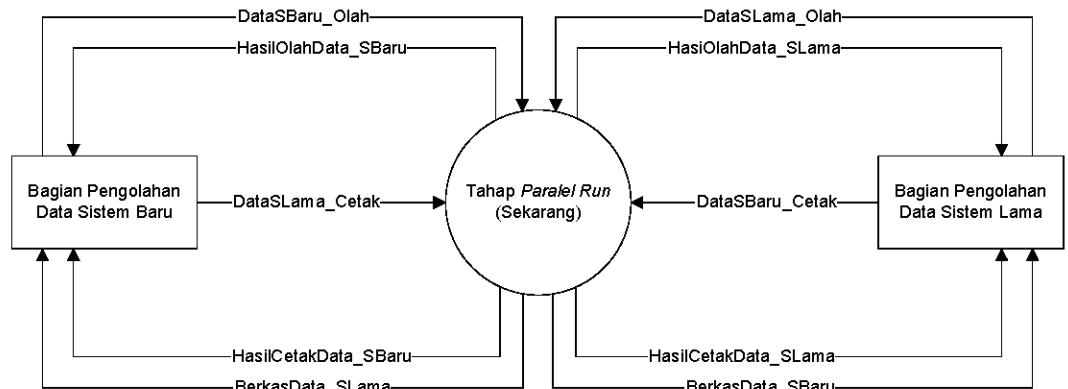 DataSBaru_Olah
DataSLama_Olah
HasilOlahData_SBaru
HasiOlahData_SLama
Bagian Pengolahan
Data Sistem Baru
DataSLama_Cetak
Tahap Paralel Run
(Sekarang)
DataSBaru_Cetak
Bagian Pengolahan
Data Sistem Lama
HasilCetakData_SBaru
HasilCetakData_SLama
BerkasData_SLama
BerkasData_SBaru